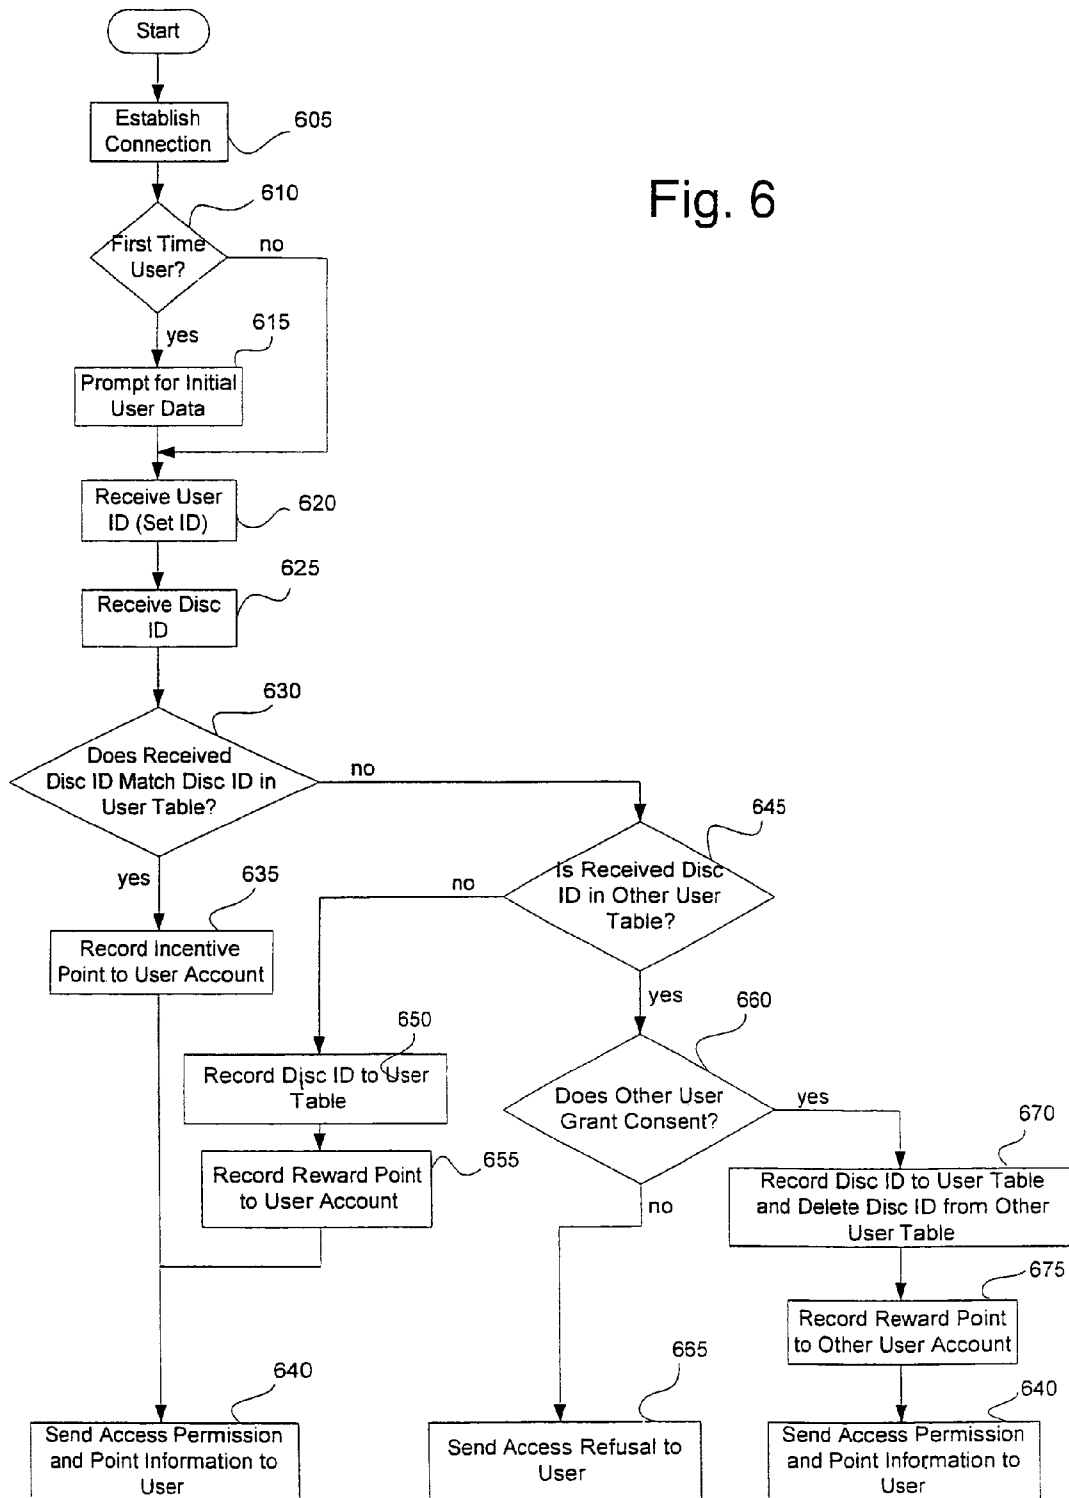 Start
Establish
Connection
605
Fig. 6
610
First Time
User?
no
yes
615
Prompt for Initial
User Data
Receive User
ID (Set ID)
620
625
Receive Disc
ID
630
Does Received
Disc ID Match Disc ID in
User Table?
no
645
Is Received Disc
ID in Other User
Table?
no
yes
635
Record Incentive
Point to User Account
yes
660
650
Record Disc ID to User
Table
Does Other User
Grant Consent?
yes
670
Record Reward Point
to User Account
655
Record Disc ID to User Table
and Delete Disc ID from Other
User Table
no
675
Record Reward Point
to Other User Account
640
665
640
Send Access Permission
and Point Information to
User
Send Access Refusal to
User
Send Access Permission
and Point Information to
User